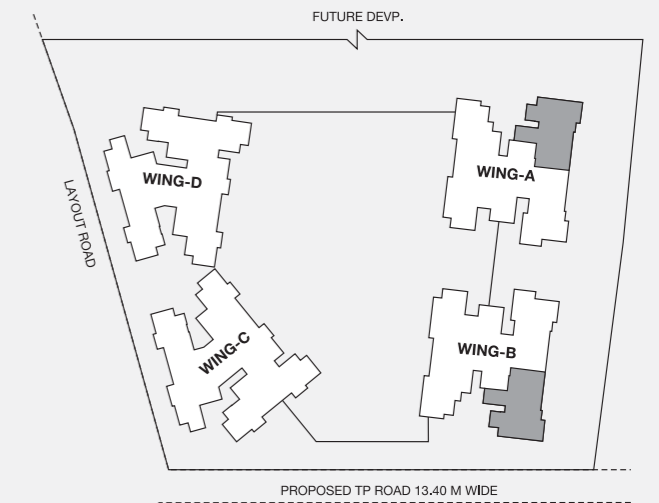 FUTURE DEVP.
WING-D
WING-A
LAYOUT ROAD
WING-C
WING-B
PROPOSED TP ROAD 13.40 M WIDE